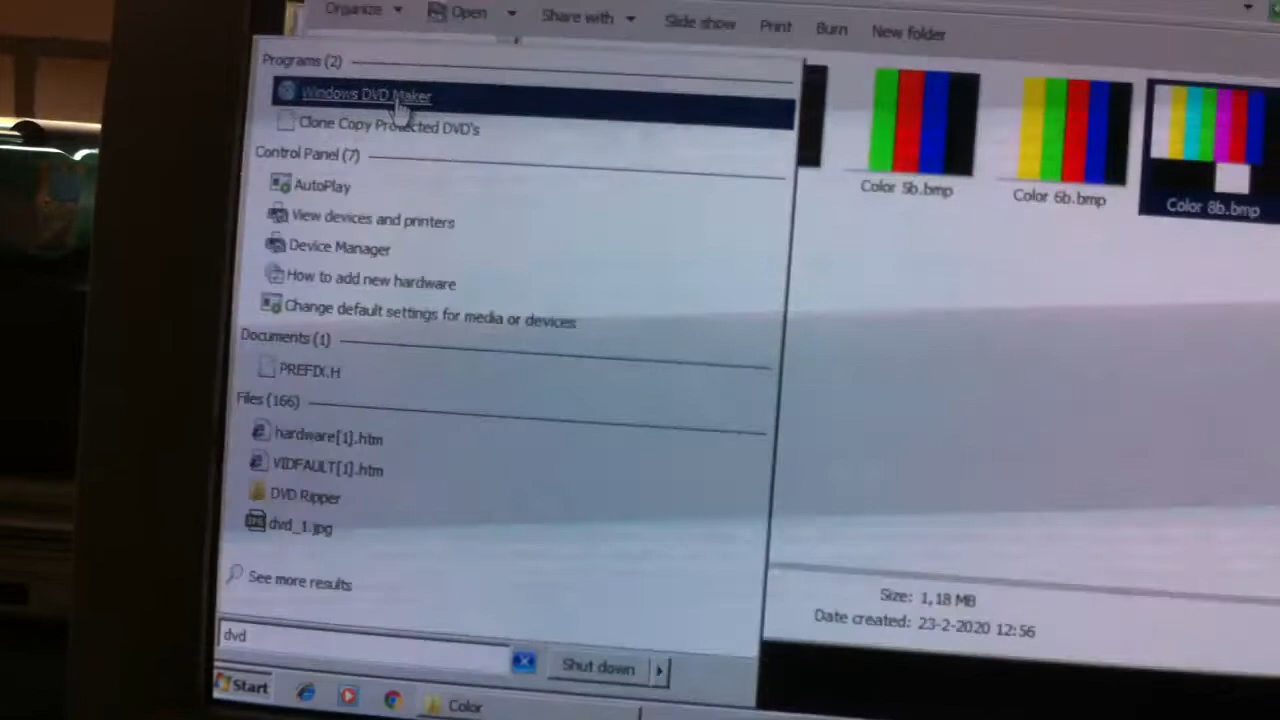 Organize Open Share with Slide show Print Burn New folder
Programs (2)
Windows DVD Maker
Clone Copy Protected DVD's
Control Panel (7)
AutoPlay
View devices and printers
Device Manager
How to add new hardware
Change default settings for media or devices
Documents (1)
PREFIX.H
Files (166)
hardware[1].htm
VIDFAULT[1].htm
DVD Ripper
dvd_1.jpg
See more results
dvd
Shut down
Start
Color
Color 5b.bmp
Color 6b.bmp
Color 8b.bmp
Size: 1,18 MB
Date created: 23-2-2020 12:56